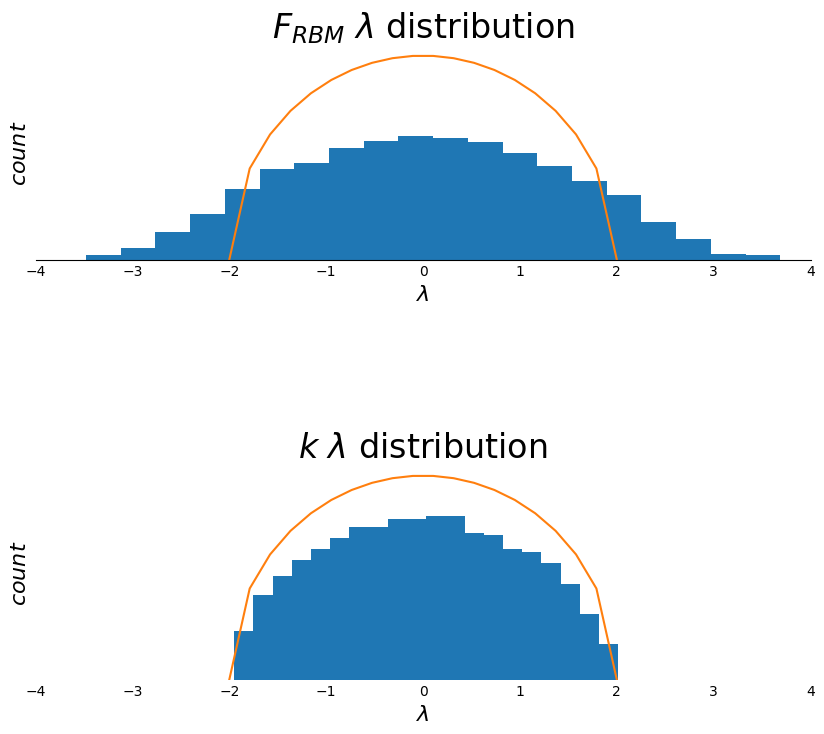 F_RBM λ distribution
count
−4 −3 −2 −1 0 1 2 3 4
λ
k λ distribution
count
−4 −3 −2 −1 0 1 2 3 4
λ